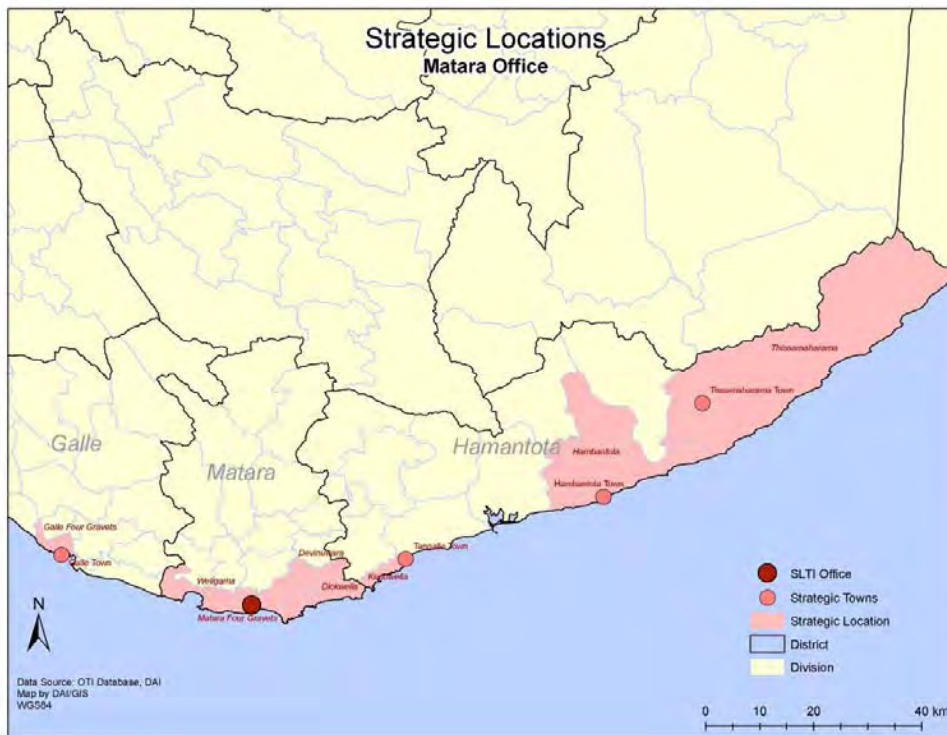 Strategic Locations
Matara Office
Thissamaharama
Tissamaharama Town
Galle
Matara
Hamantota
Hambantota
Hambantota Town
Galle Four Gravets
Galle Town
Devinuwara
Tangalle Town
Weligama
Dickwella
Matara Four Gravets
N
SLTI Office
Strategic Towns
Strategic Location
District
Division
Data Source: OTI Database, DAI
Map by DAI/GIS
WGS84
0 10 20 40 km